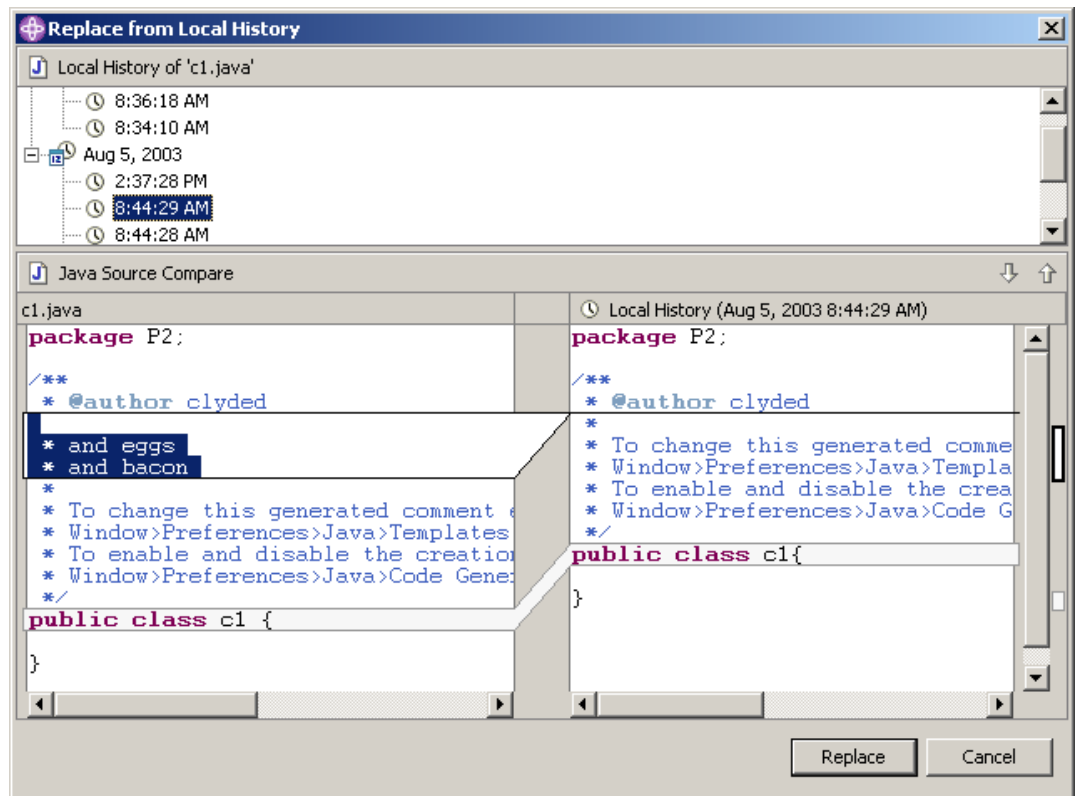 Replace from Local History
Local History of 'c1.java'
8:36:18 AM
8:34:10 AM
Aug 5, 2003
2:37:28 PM
8:44:29 AM
8:44:28 AM
Java Source Compare
c1.java
package P2;
/**
* @author clyded
* and eggs
* and bacon
*
* To change this generated comment
* Window>Preferences>Java>Templates
* To enable and disable the creation
* Window>Preferences>Java>Code Gene
*/
public class c1 {
}
Local History (Aug 5, 2003 8:44:29 AM)
package P2;
/**
* @author clyded
*
* To change this generated comme
* Window>Preferences>Java>Templa
* To enable and disable the crea
* Window>Preferences>Java>Code G
*/
public class c1{
}
Replace
Cancel